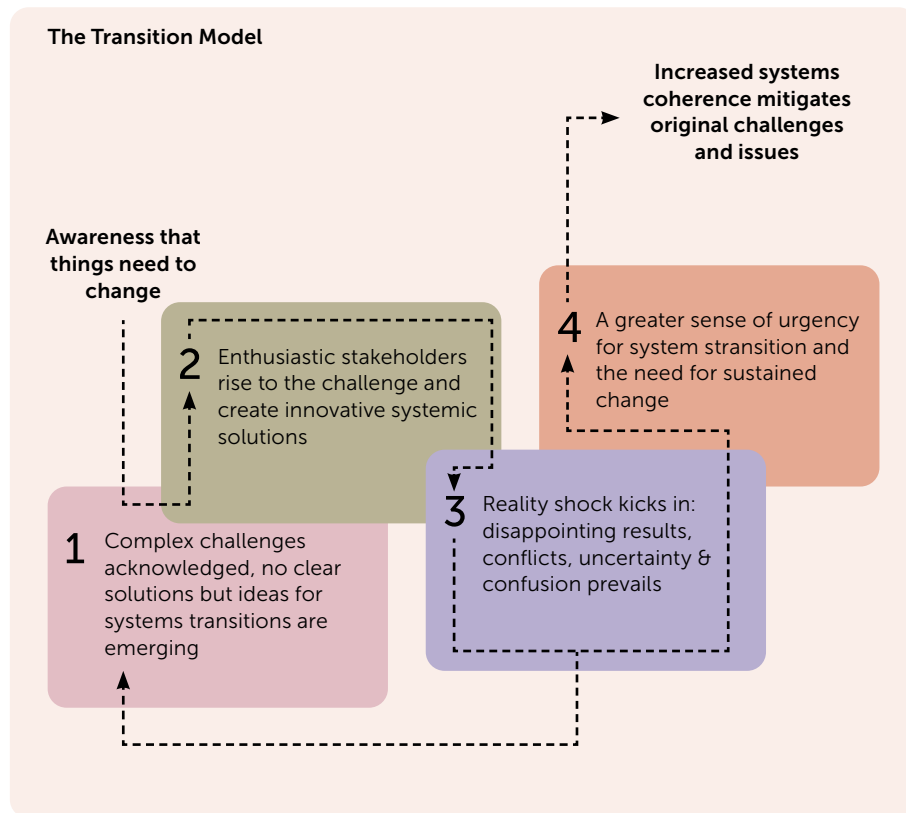 The Transition Model
Increased systems
coherence mitigates
original challenges
and issues
Awareness that
things need to
change
2
Enthusiastic stakeholders
rise to the challenge and
create innovative systemic
solutions
4
A greater sense of urgency
for system stransition and
the need for sustained
change
1
Complex challenges
acknowledged, no clear
solutions but ideas for
systems transitions are
emerging
3
Reality shock kicks in:
disappointing results,
conflicts, uncertainty &
confusion prevails